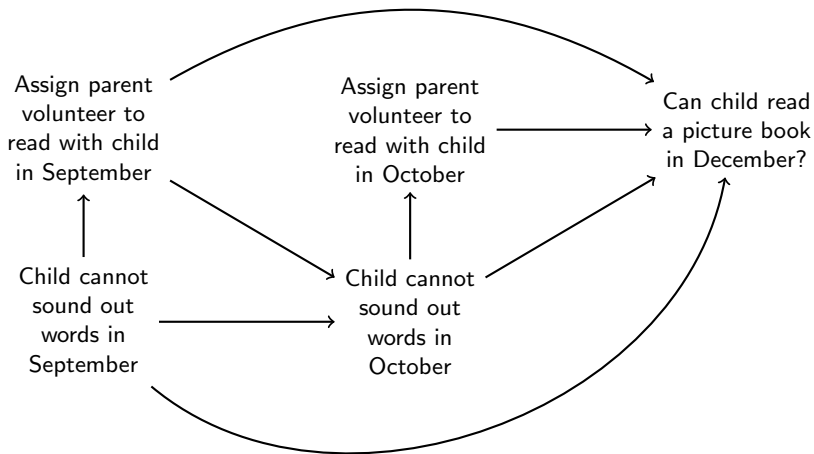 Assign parent
volunteer to
read with child
in September
Assign parent
volunteer to
read with child
in October
Can child read
a picture book
in December?
Child cannot
sound out
words in
September
Child cannot
sound out
words in
October